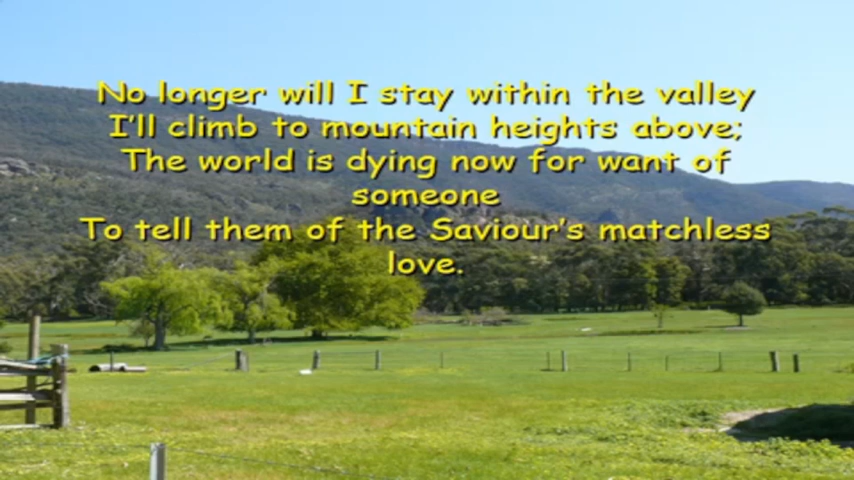 No longer will I stay within the valley
I'll climb to mountain heights above;
The world is dying now for want of
someone
To tell them of the Saviour's matchless
love.